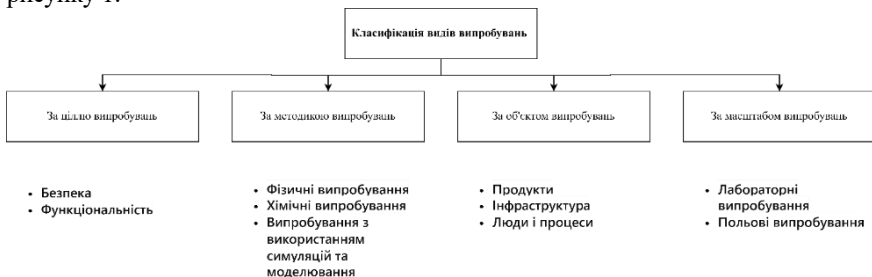 рисунку 1.
Класифікація видів випробувань
За ціллю випробувань
За методикою випробувань
За об'єктом випробувань
За масштабом випробувань
• Безпека
• Функціональність
• Фізичні випробування
• Хімічні випробування
• Випробування з
використанням
симуляцій та
моделювання
• Продукти
• Інфраструктура
• Люди і процеси
• Лабораторні
випробування
• Польові випробування